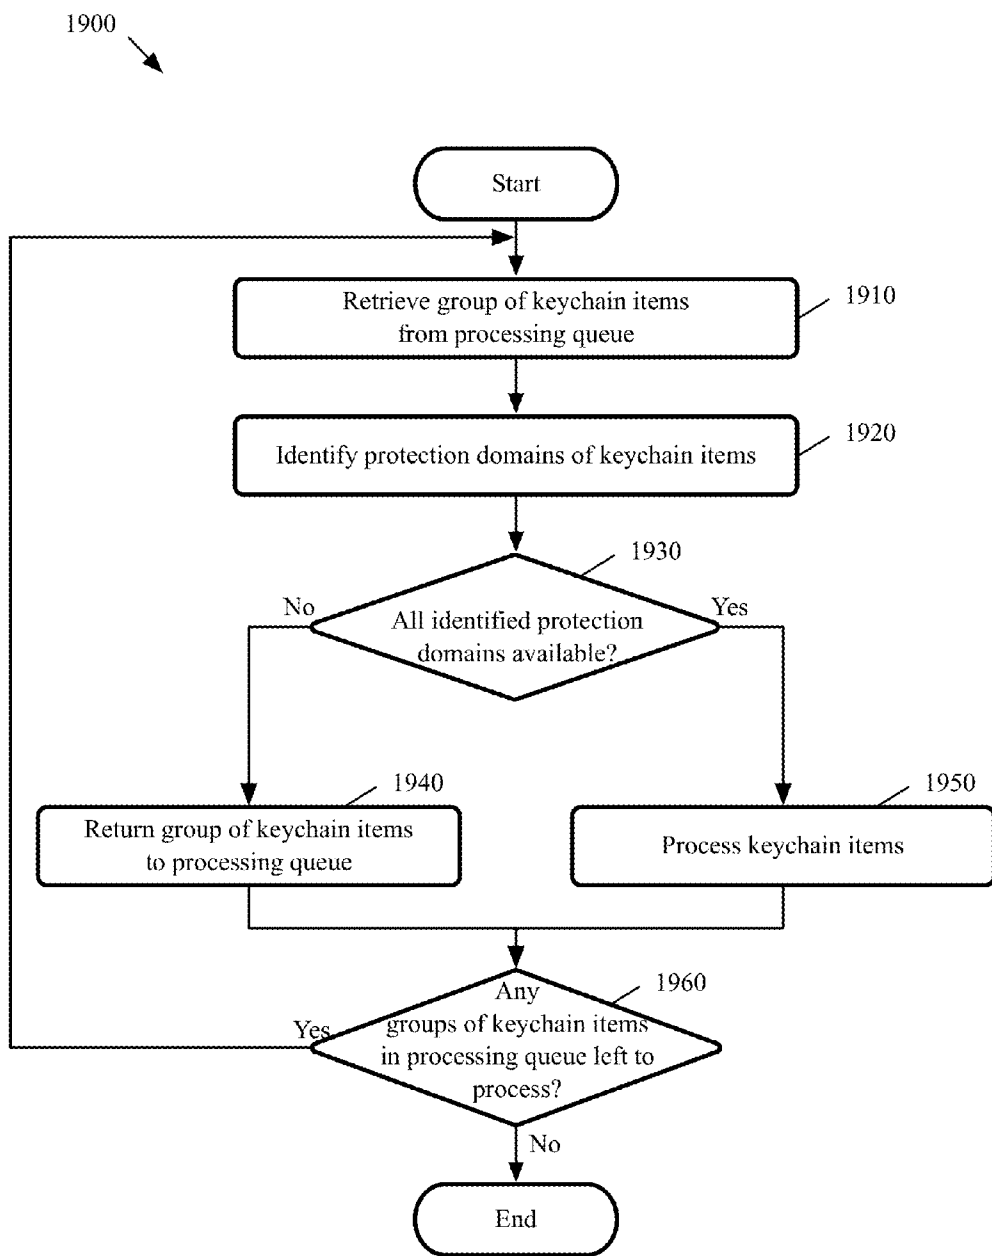 1900
Start
Retrieve group of keychain items
from processing queue
1910
Identify protection domains of keychain items
1920
1930
No
Yes
All identified protection
domains available?
1940
Return group of keychain items
to processing queue
1950
Process keychain items
1960
Any
groups of keychain items
in processing queue left to
process?
Yes
No
End